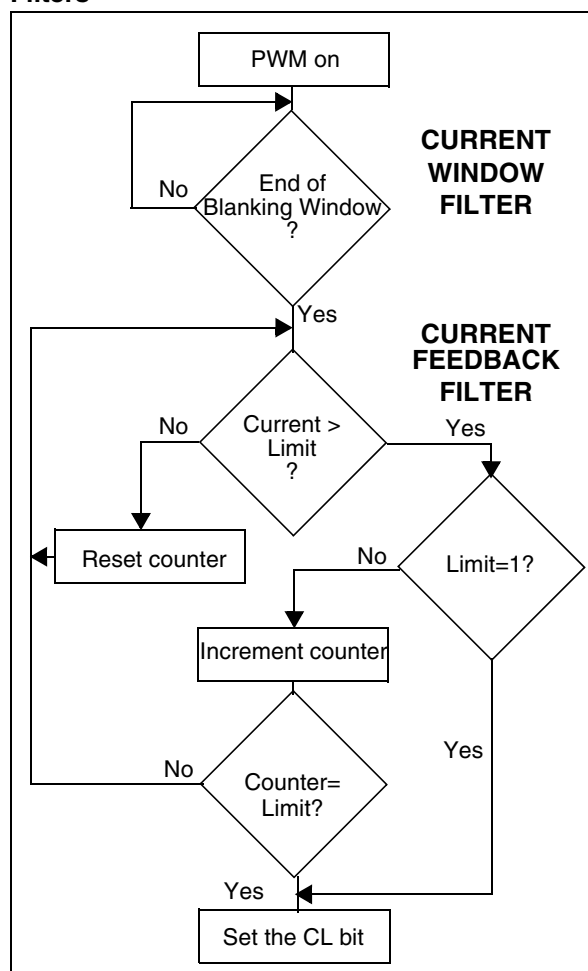 Filters
PWM on
CURRENT
WINDOW
FILTER
End of
Blanking Window
?
No
Yes
CURRENT
FEEDBACK
FILTER
Current >
Limit
?
No
Yes
Reset counter
Limit=1?
No
Increment counter
Yes
Counter=
Limit?
No
Yes
Set the CL bit